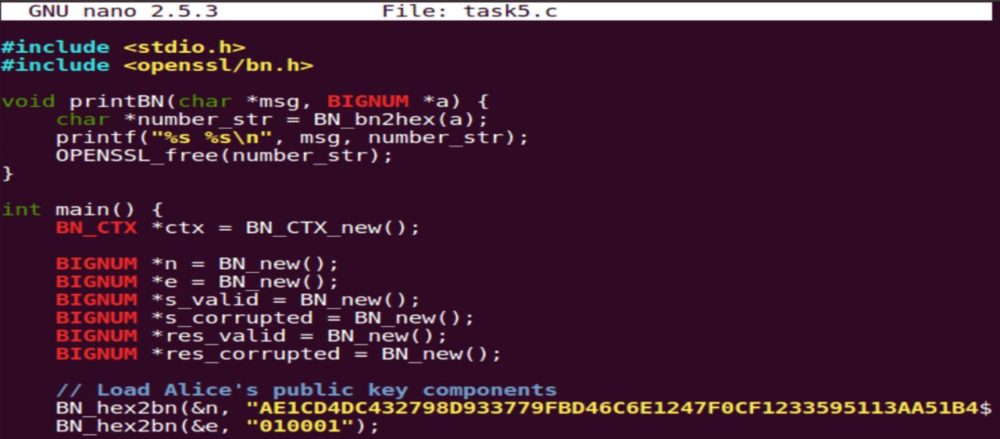 GNU nano 2.5.3 File: task5.c
#include <stdio.h>
#include <openssl/bn.h>
void printBN(char *msg, BIGNUM *a) {
char *number_str = BN_bn2hex(a);
printf("%s %s\n", msg, number_str);
OPENSSL_free(number_str);
}
int main() {
BN_CTX *ctx = BN_CTX_new();
BIGNUM *n = BN_new();
BIGNUM *e = BN_new();
BIGNUM *s_valid = BN_new();
BIGNUM *s_corrupted = BN_new();
BIGNUM *res_valid = BN_new();
BIGNUM *res_corrupted = BN_new();
// Load Alice's public key components
BN_hex2bn(&n, "AE1CD4DC432798D933779FBD46C6E1247F0CF1233595113AA51B4$
BN_hex2bn(&e, "010001");